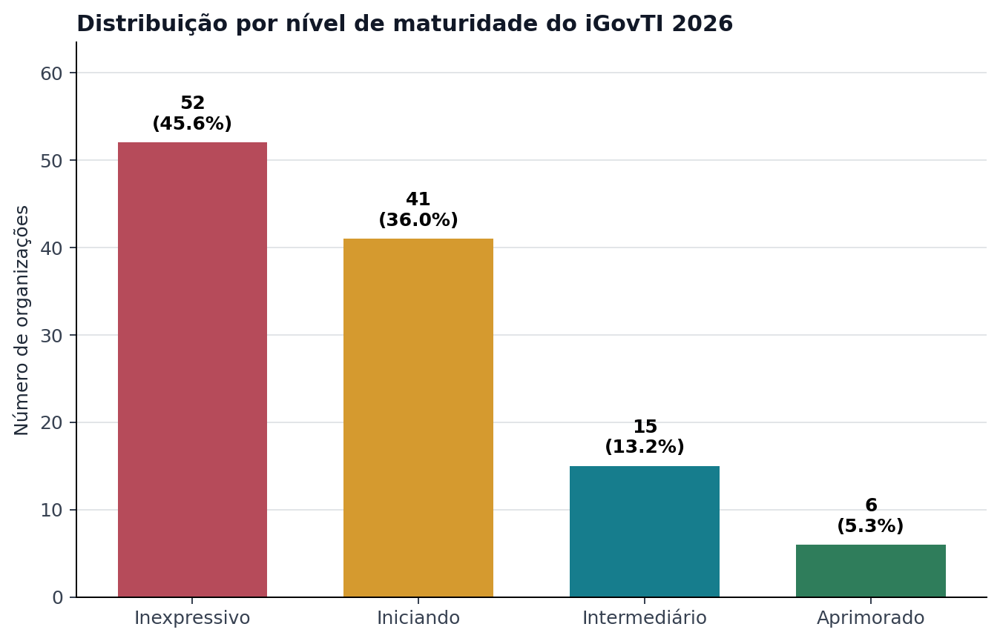 Distribuição por nível de maturidade do iGovTI 2026
Número de organizações
60
50
40
30
20
10
0
52
(45.6%)
41
(36.0%)
15
(13.2%)
6
(5.3%)
Inexpressivo
Iniciando
Intermediário
Aprimorado